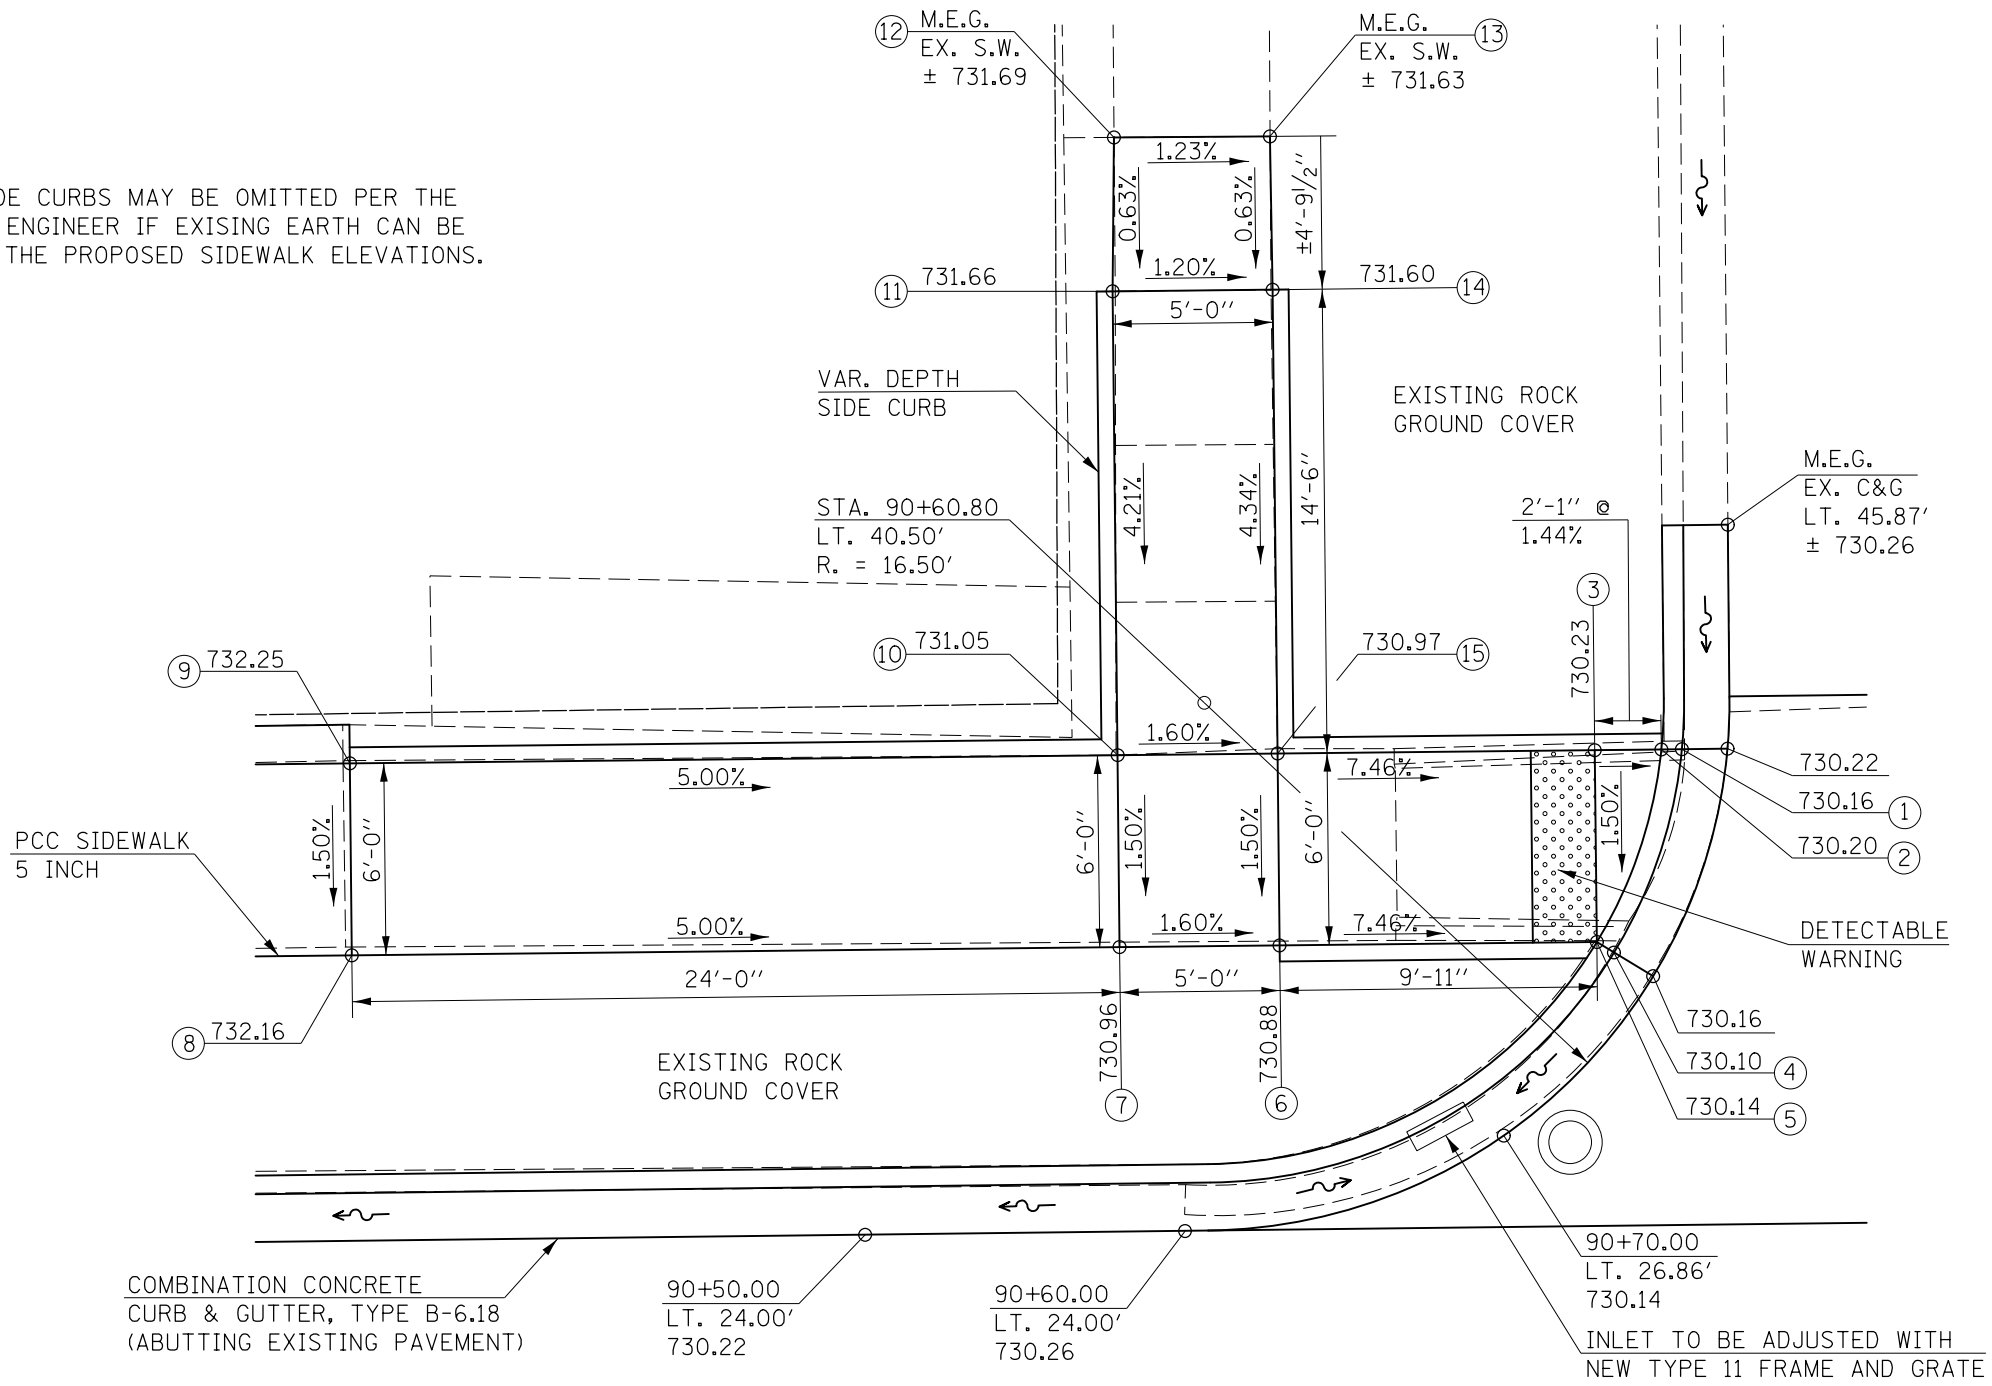 12 M.E.G.
EX. S.W.
± 731.69
M.E.G. 13
EX. S.W.
± 731.63
DE CURBS MAY BE OMITTED PER THE
ENGINEER IF EXISING EARTH CAN BE
THE PROPOSED SIDEWALK ELEVATIONS.
1.23%
0.63%
0.63%
±4'-9 1/2"
1.20%
11 731.66
731.60 14
5'-0"
VAR. DEPTH
SIDE CURB
EXISTING ROCK
GROUND COVER
4.21%
4.34%
14'-6"
M.E.G.
EX. C&G
LT. 45.87'
± 730.26
STA. 90+60.80
LT. 40.50'
R. = 16.50'
2'-1" @
1.44%
3
730.23
9 732.25
10 731.05
730.97 15
1.60%
5.00%
7.46%
730.22
730.16 1
730.20 2
PCC SIDEWALK
5 INCH
1.50%
6'-0"
6'-0"
1.50%
1.50%
6'-0"
1.50%
5.00%
1.60%
7.46%
DETECTABLE
WARNING
24'-0"
5'-0"
9'-11"
8 732.16
730.96
7
730.88
6
730.16
730.10 4
730.14 5
EXISTING ROCK
GROUND COVER
COMBINATION CONCRETE
CURB & GUTTER, TYPE B-6.18
(ABUTTING EXISTING PAVEMENT)
90+50.00
LT. 24.00'
730.22
90+60.00
LT. 24.00'
730.26
90+70.00
LT. 26.86'
730.14
INLET TO BE ADJUSTED WITH
NEW TYPE 11 FRAME AND GRATE